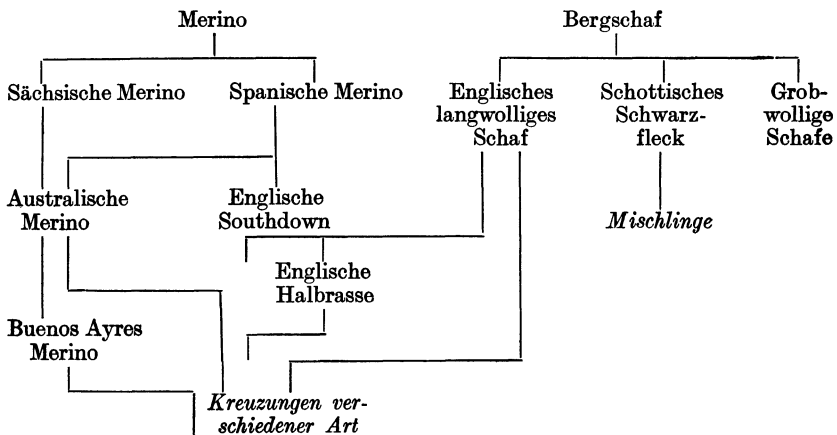 Merino
Bergschaf
Sächsische Merino
Spanische Merino
Englisches
langwolliges
Schaf
Schottisches
Schwarz-
fleck
Grob-
wollige
Schafe
Australische
Merino
Englische
Southdown
Mischlinge
Englische
Halbrasse
Buenos Ayres
Merino
Kreuzungen ver-
schiedener Art